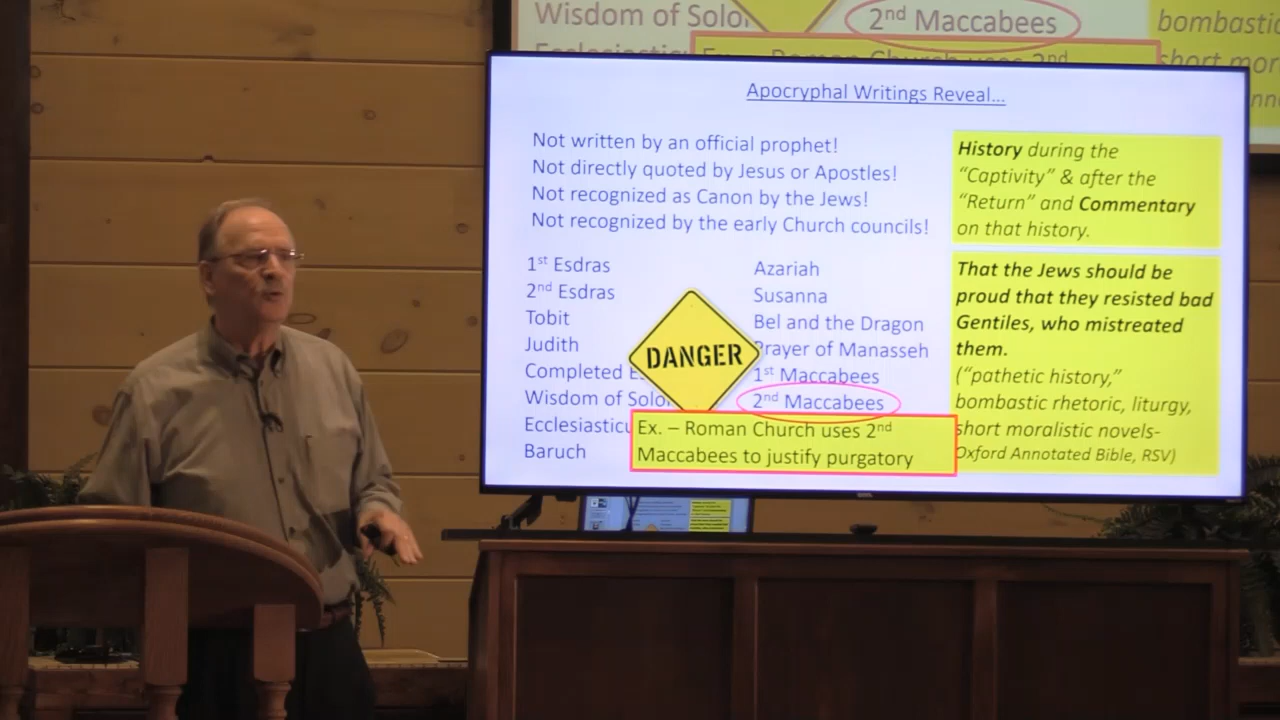 Wisdom of Solo
2nd Maccabees
bombastic
short mor
Apocryphal Writings Reveal...
Not written by an official prophet!
Not directly quoted by Jesus or Apostles!
Not recognized as Canon by the Jews!
Not recognized by the early Church councils!
1st Esdras
2nd Esdras
Tobit
Judith
Completed E
Wisdom of Solo
Ecclesiasticu
Baruch
Azariah
Susanna
Bel and the Dragon
Prayer of Manasseh
1st Maccabees
2nd Maccabees
DANGER
Ex. – Roman Church uses 2nd
Maccabees to justify purgatory
History during the
"Captivity" & after the
"Return" and Commentary
on that history.
That the Jews should be
proud that they resisted bad
Gentiles, who mistreated
them.
("pathetic history,"
bombastic rhetoric, liturgy,
short moralistic novels-
Oxford Annotated Bible, RSV)